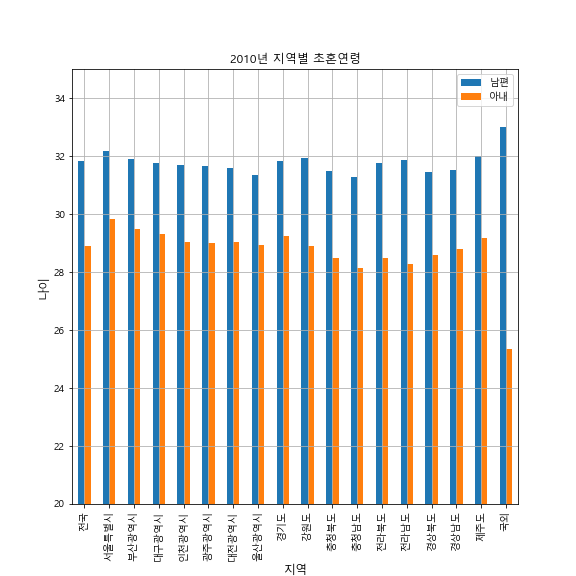 2010년 지역별 초혼연령
남편
아내
34
32
30
28
26
24
22
20
나이
전국
서울특별시
부산광역시
대구광역시
인천광역시
광주광역시
대전광역시
울산광역시
경기도
강원도
충청북도
충청남도
전라북도
전라남도
경상북도
경상남도
제주도
국외
지역